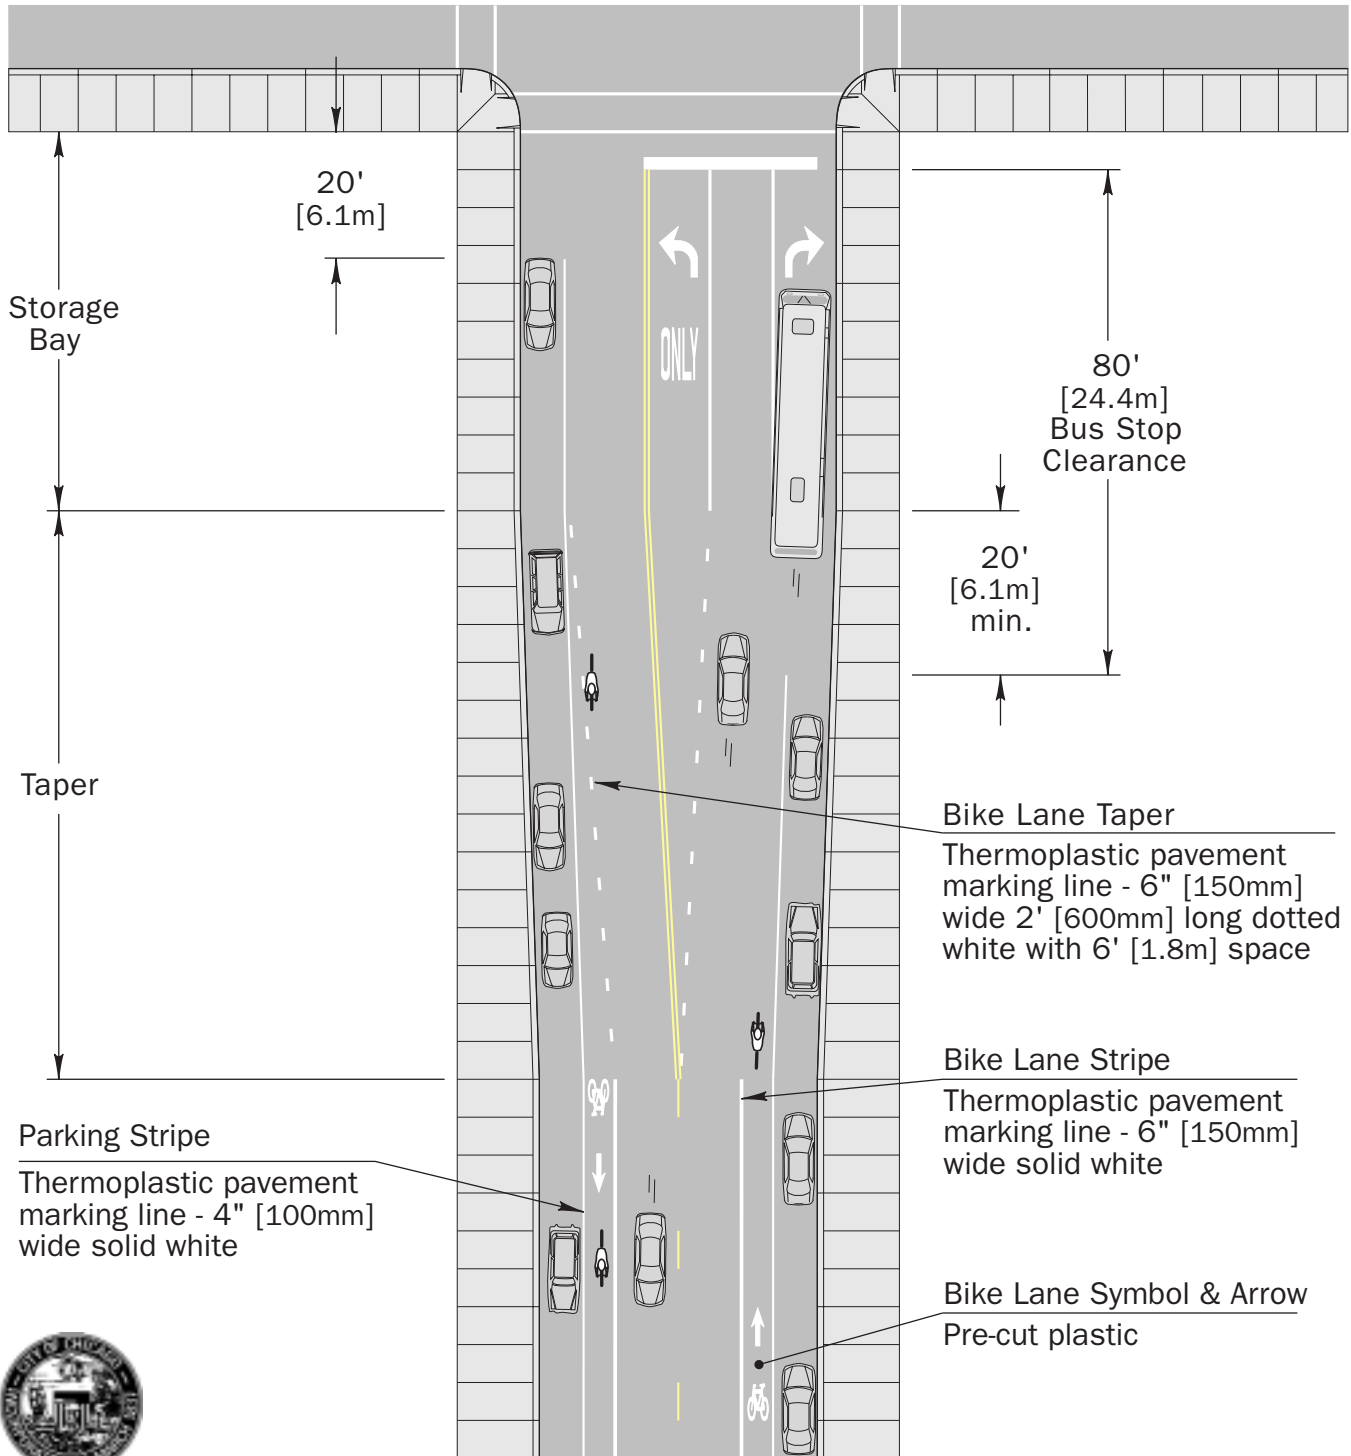 20'
[6.1m]
Storage
Bay
ONLY
80'
[24.4m]
Bus Stop
Clearance
20'
[6.1m]
min.
Taper
Bike Lane Taper
Thermoplastic pavement
marking line - 6" [150mm]
wide 2' [600mm] long dotted
white with 6' [1.8m] space
Bike Lane Stripe
Thermoplastic pavement
marking line - 6" [150mm]
wide solid white
Parking Stripe
Thermoplastic pavement
marking line - 4" [100mm]
wide solid white
Bike Lane Symbol & Arrow
Pre-cut plastic
CITY OF CHICAGO